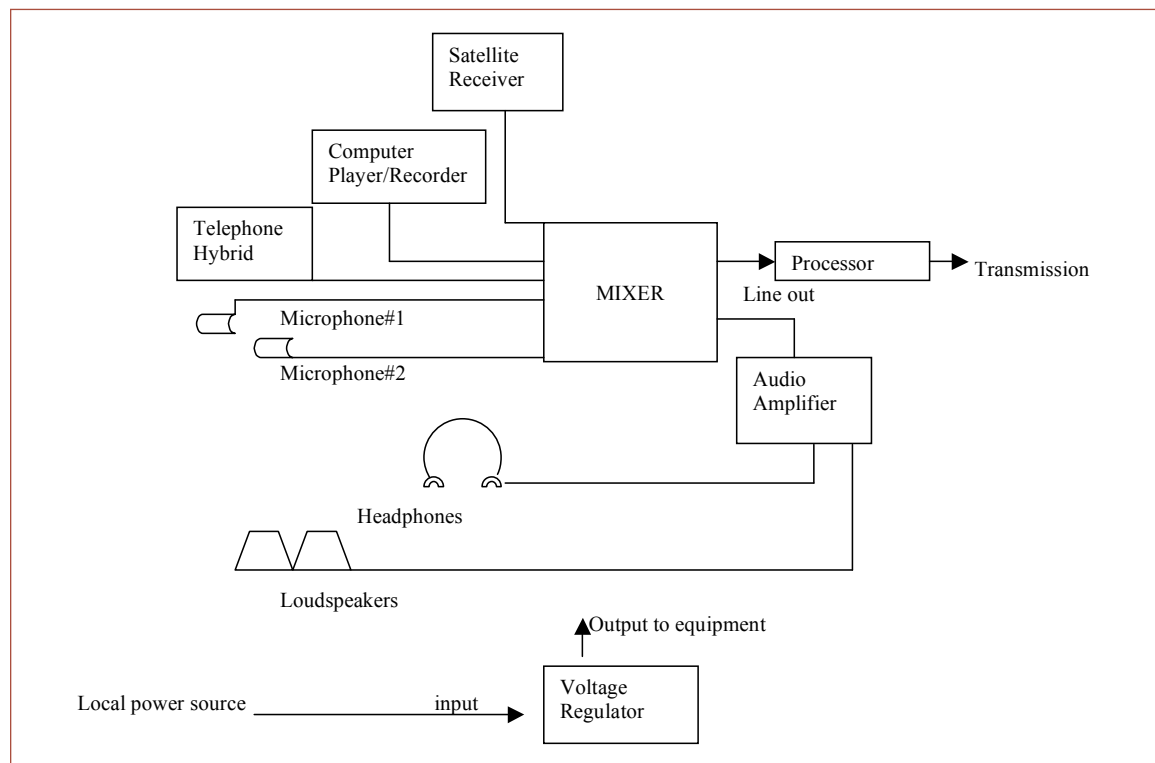 Satellite
Receiver
Computer
Player/Recorder
Telephone
Hybrid
MIXER
Processor
Transmission
Line out
Microphone#1
Microphone#2
Audio
Amplifier
Headphones
Loudspeakers
Output to equipment
Local power source
input
Voltage
Regulator